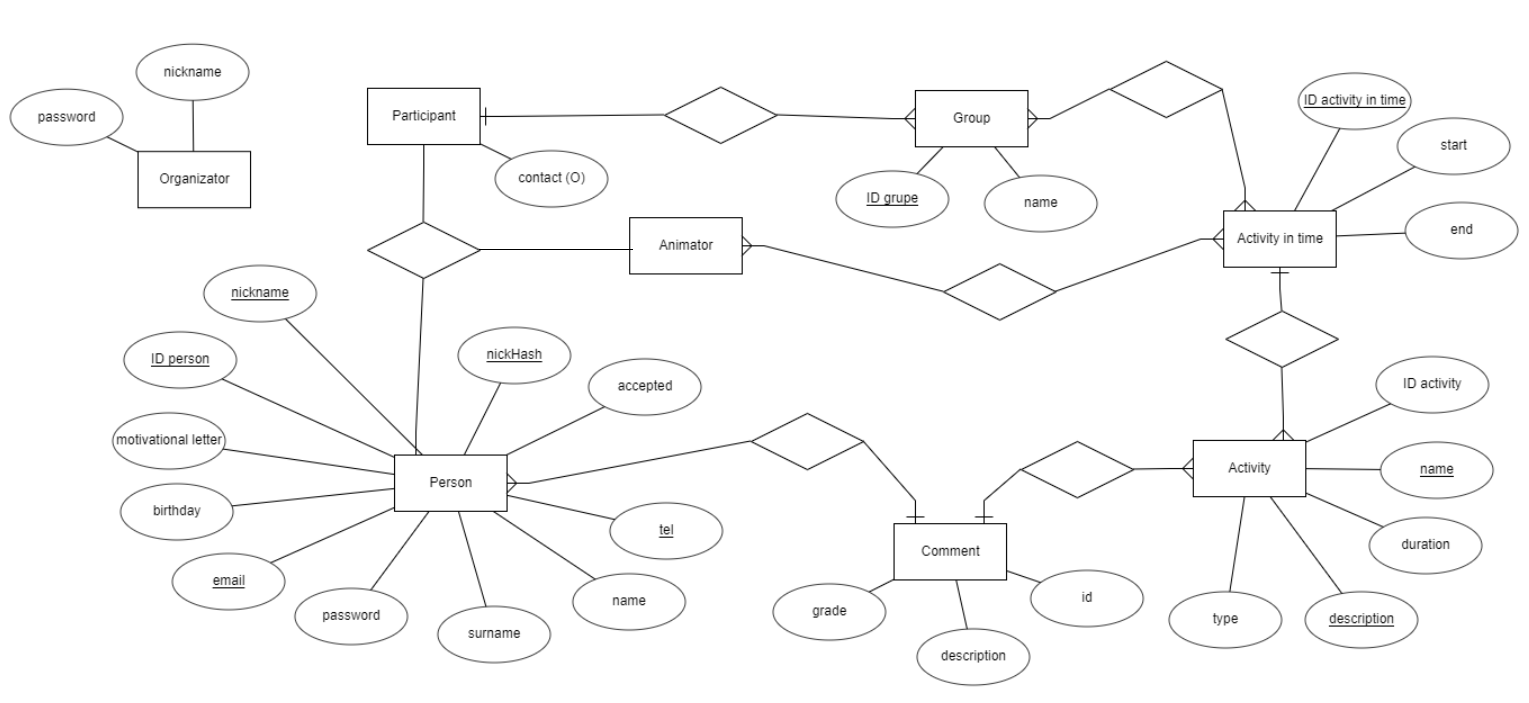 nickname
password
Organizator
Participant
contact (O)
Group
ID grupe
name
ID activity in time
start
end
Activity in time
Animator
nickname
ID person
nickHash
accepted
motivational letter
birthday
Person
email
password
surname
name
tel
Comment
grade
description
id
Activity
ID activity
name
duration
description
type